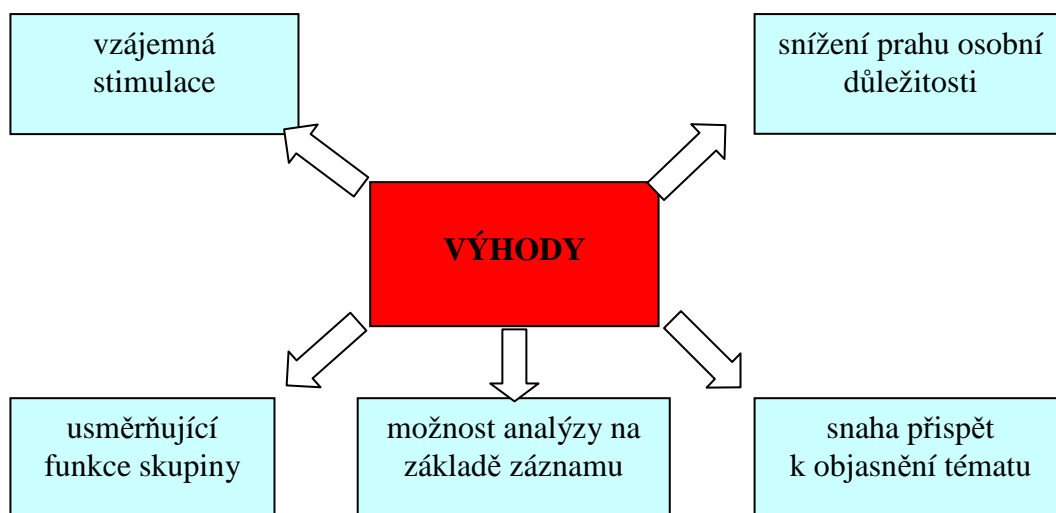 vzájemná
stimulace
snížení prahu osobní
důležitosti
VÝHODY
usměrňující
funkce skupiny
možnost analýzy na
základě záznamu
snaha přispět
k objasnění tématu